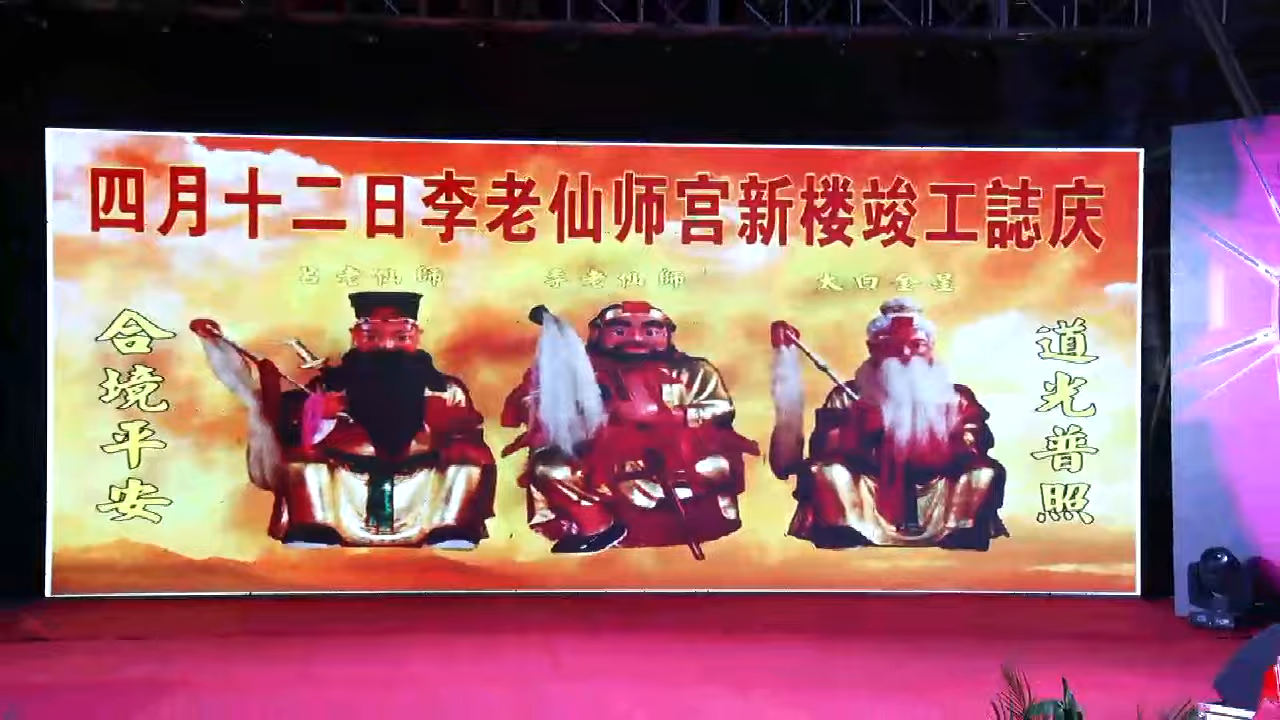 四月十二日李老仙师宫新楼竣工誌庆
吕老仙師
李老仙師
太白金星
合境平安
道光普照